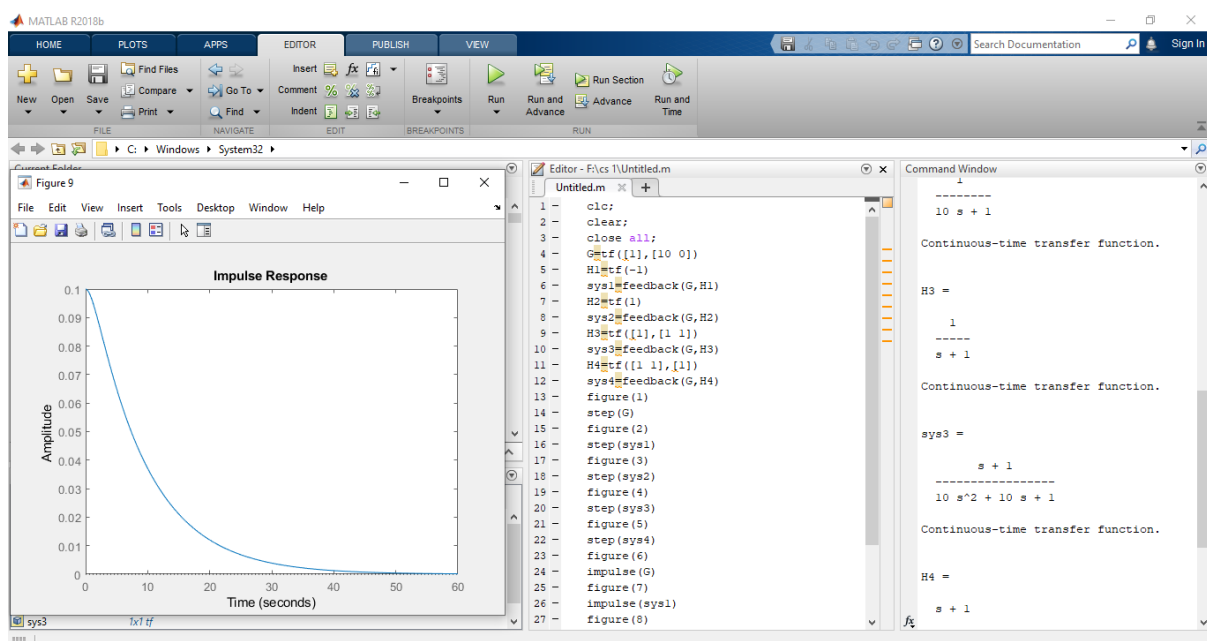 MATLAB R2018b
HOME PLOTS APPS EDITOR PUBLISH VIEW Search Documentation Sign In
New Open Save Find Files Compare Print
Go To Find
Insert fx
Comment
Indent
Breakpoints
Run
Run and Advance
Run Section
Advance
Run and Time
FILE NAVIGATE EDIT BREAKPOINTS RUN
C: Windows System32
Current Folder
Figure 9
File Edit View Insert Tools Desktop Window Help
Impulse Response
0.1
0.09
0.08
0.07
0.06
0.05
0.04
0.03
0.02
0.01
0
Amplitude
0 10 20 30 40 50 60
Time (seconds)
sys3 1x1 tf
Editor - F:\cs 1\Untitled.m
Untitled.m +
1 - clc;
2 - clear;
3 - close all;
4 - G=tf([1],[10 0])
5 - H1=tf(-1)
6 - sys1=feedback(G,H1)
7 - H2=tf(1)
8 - sys2=feedback(G,H2)
9 - H3=tf([1],[1 1])
10 - sys3=feedback(G,H3)
11 - H4=tf([1 1],[1])
12 - sys4=feedback(G,H4)
13 - figure(1)
14 - step(G)
15 - figure(2)
16 - step(sys1)
17 - figure(3)
18 - step(sys2)
19 - figure(4)
20 - step(sys3)
21 - figure(5)
22 - step(sys4)
23 - figure(6)
24 - impulse(G)
25 - figure(7)
26 - impulse(sys1)
27 - figure(8)
Command Window
1
--------
10 s + 1
Continuous-time transfer function.
H3 =
1
-----
s + 1
Continuous-time transfer function.
sys3 =
s + 1
-----------------
10 s^2 + 10 s + 1
Continuous-time transfer function.
H4 =
s + 1
fx